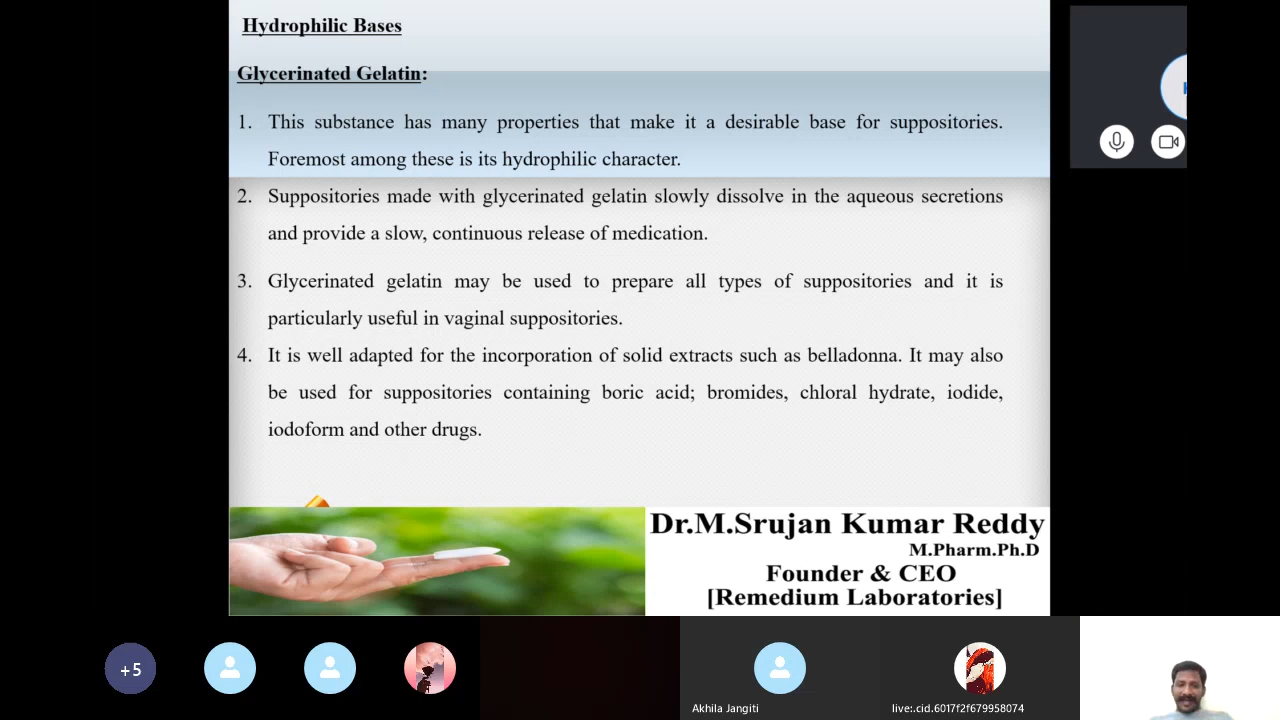 Hydrophilic Bases
Glycerinated Gelatin:
1. This substance has many properties that make it a desirable base for suppositories.
Foremost among these is its hydrophilic character.
2. Suppositories made with glycerinated gelatin slowly dissolve in the aqueous secretions
and provide a slow, continuous release of medication.
3. Glycerinated gelatin may be used to prepare all types of suppositories and it is
particularly useful in vaginal suppositories.
4. It is well adapted for the incorporation of solid extracts such as belladonna. It may also
be used for suppositories containing boric acid; bromides, chloral hydrate, iodide,
iodoform and other drugs.
Dr.M.Srujan Kumar Reddy
M.Pharm.Ph.D
Founder & CEO
[Remedium Laboratories]
+5
Akhila Jangiti
live:.cid.6017f2f679958074